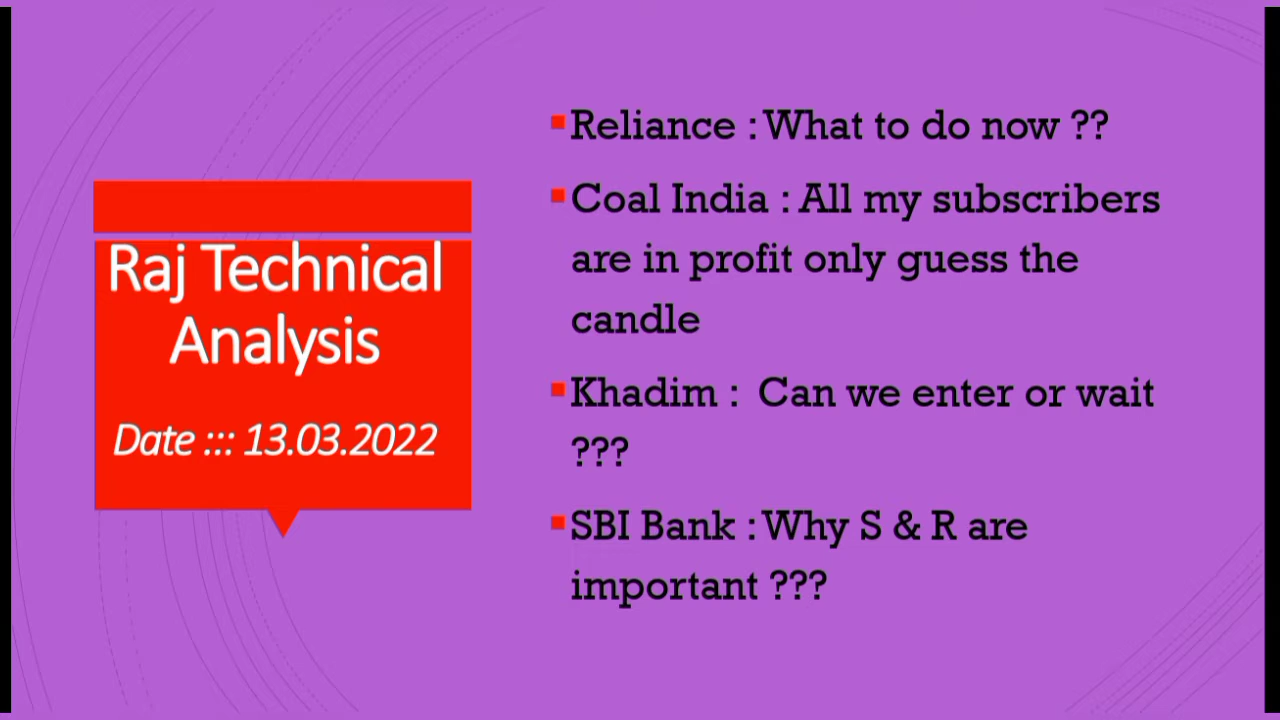 Raj Technical
Analysis
Date ::: 13.03.2022
Reliance : What to do now ??
Coal India : All my subscribers
are in profit only guess the
candle
Khadim :  Can we enter or wait
???
SBI Bank : Why S & R are
important ???